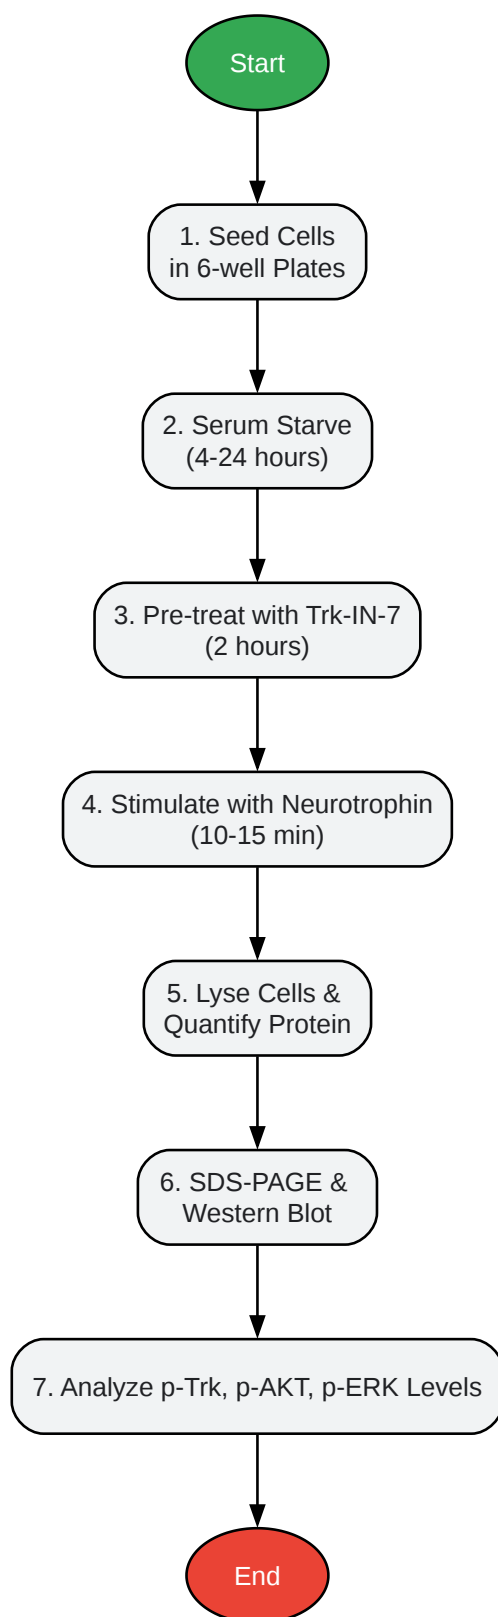 Start
1. Seed Cells
in 6-well Plates
2. Serum Starve
(4-24 hours)
3. Pre-treat with Trk-IN-7
(2 hours)
4. Stimulate with Neurotrophin
(10-15 min)
5. Lyse Cells &
Quantify Protein
6. SDS-PAGE &
Western Blot
7. Analyze p-Trk, p-AKT, p-ERK Levels
End